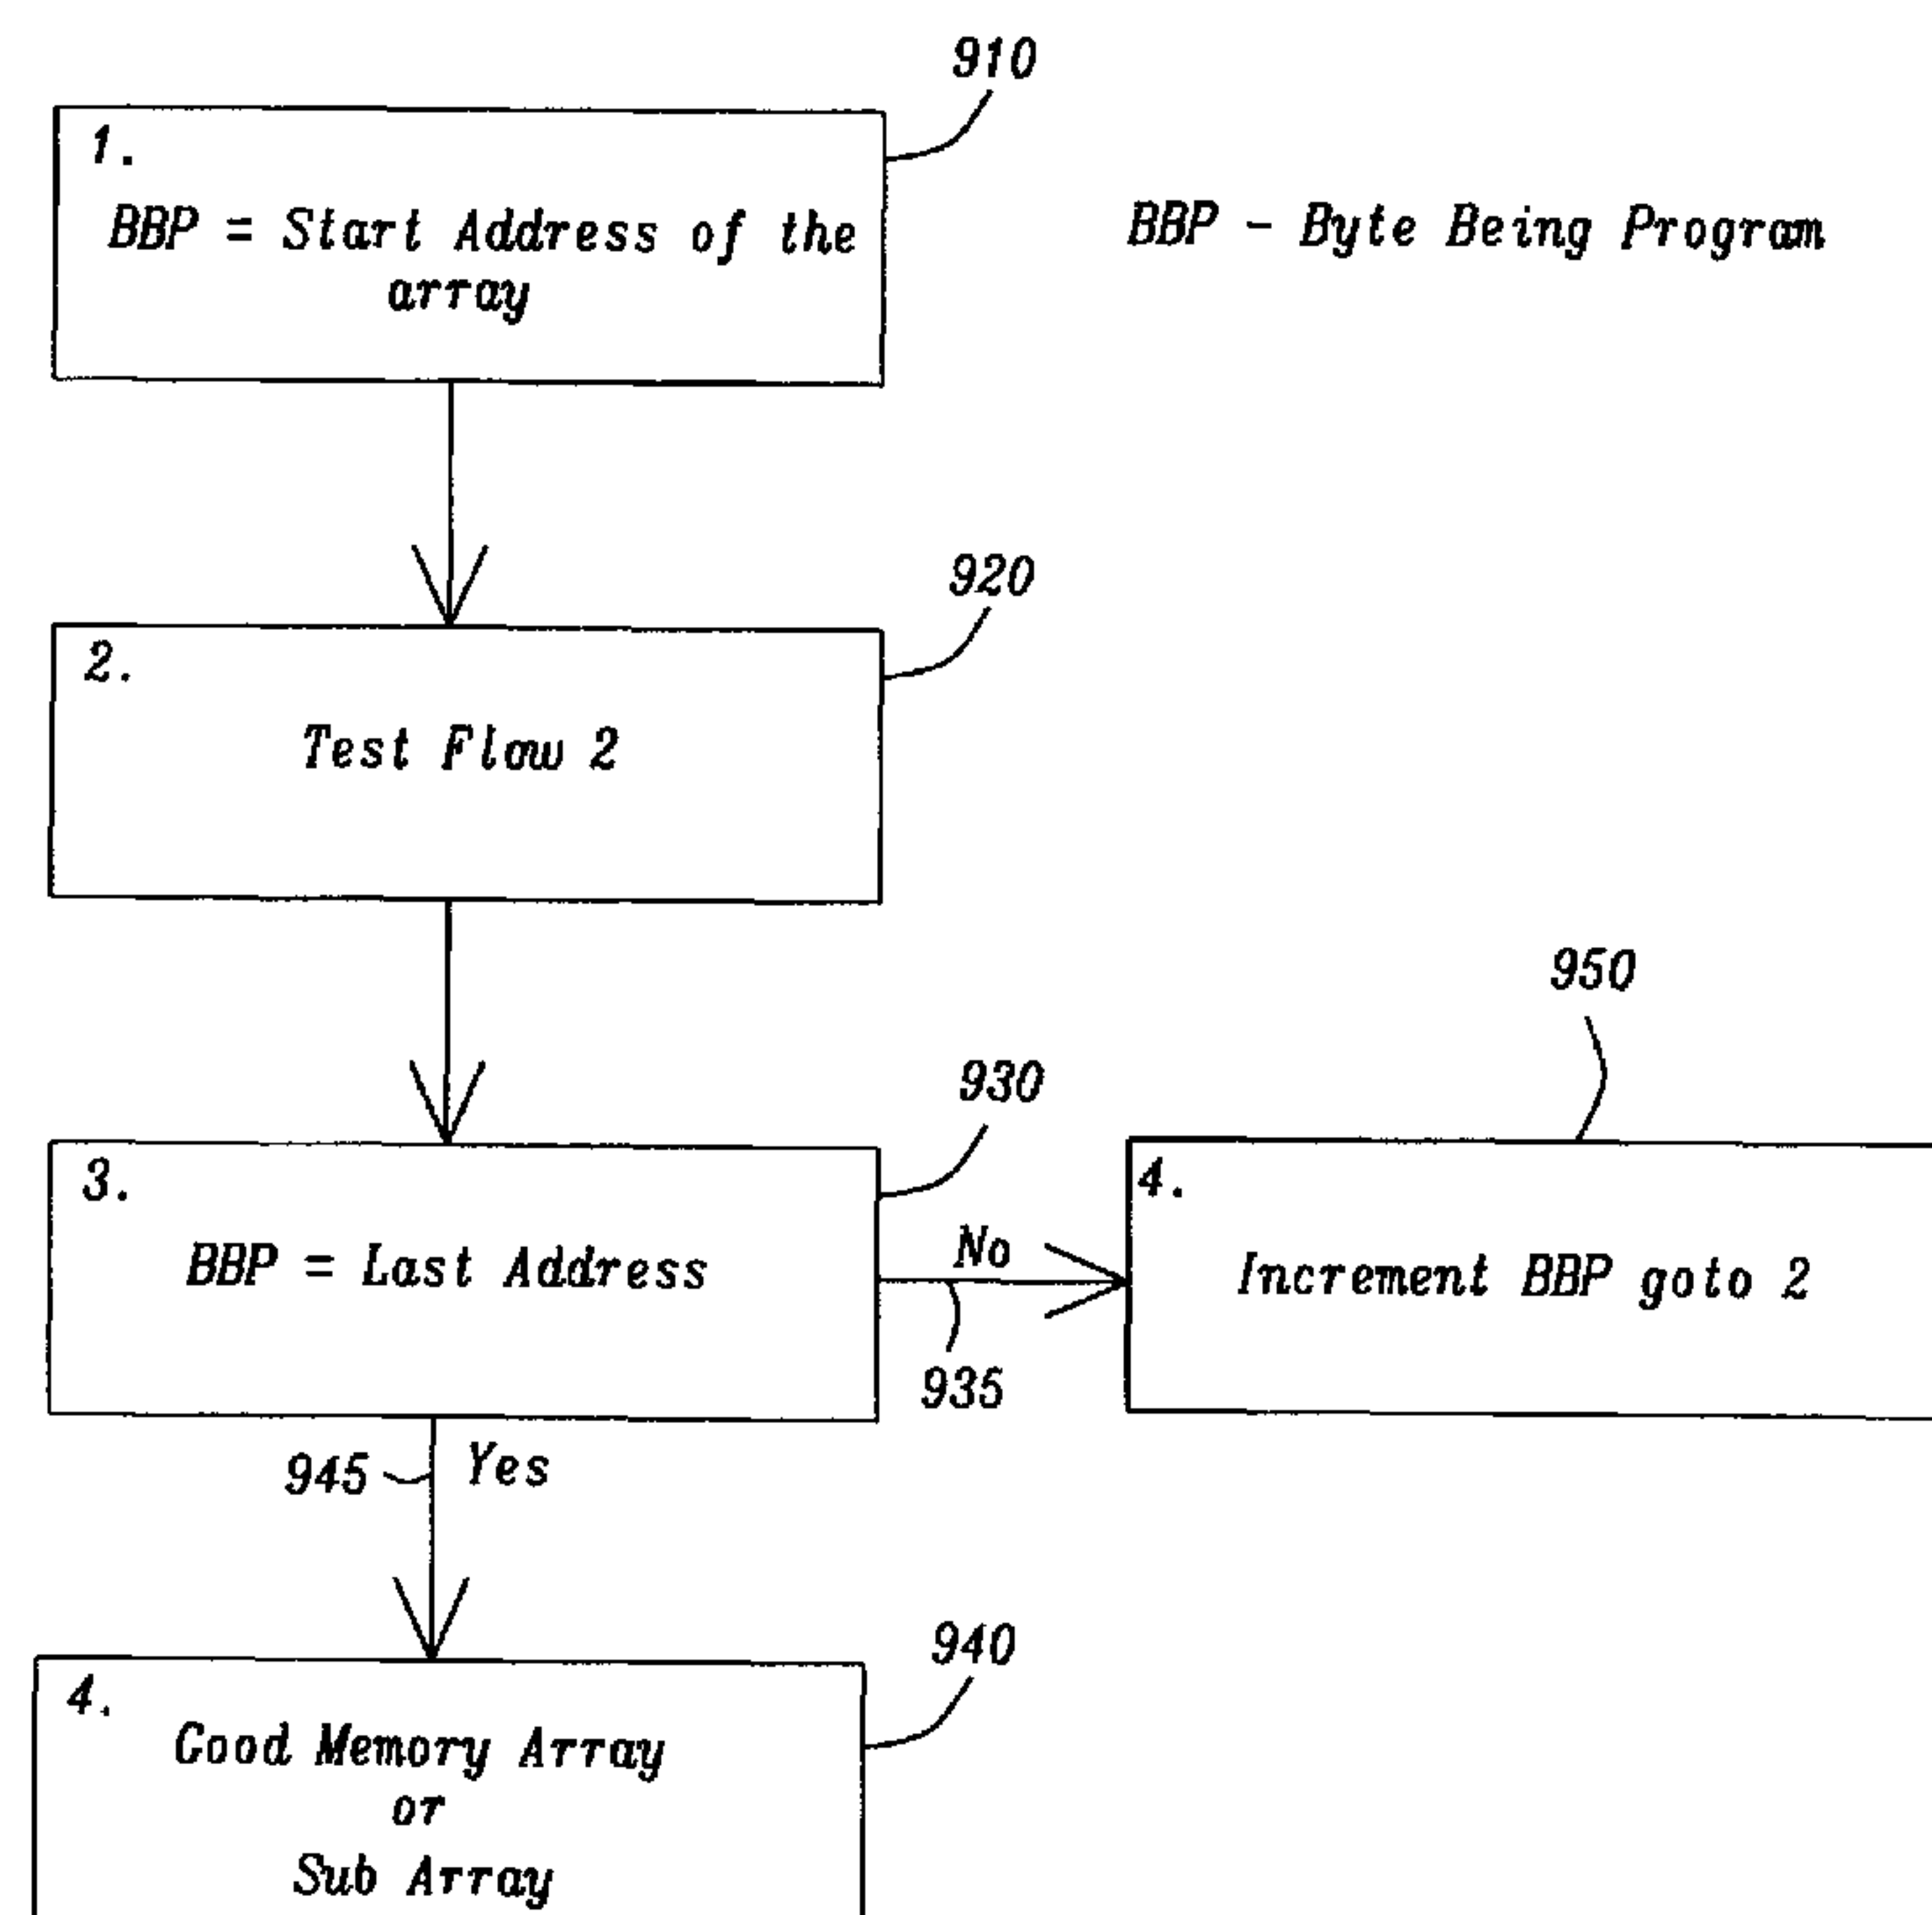 910
1.
BBP = Start Address of the
array
BBP - Byte Being Program
920
2.
Test Flow 2
950
930
3.
BBP = Last Address
No
935
4.
Increment BBP goto 2
945
Yes
940
4.
Good Memory Array
or
Sub Array